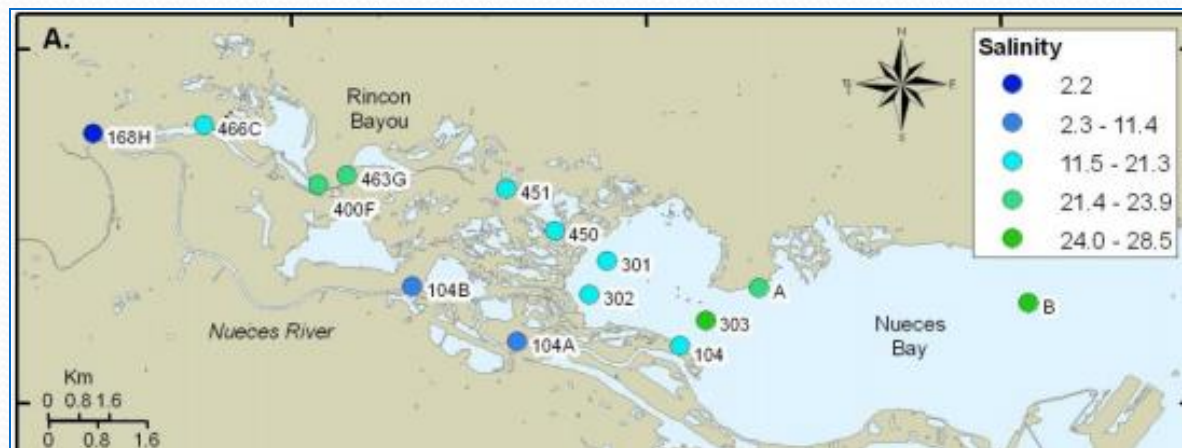 A.
N
S
E
Salinity
2.2
2.3 - 11.4
11.5 - 21.3
21.4 - 23.9
24.0 - 28.5
Rincon
Bayou
168H
466C
463G
400F
451
450
301
302
104B
A
303
B
104A
104
Nueces River
Nueces
Bay
Km
0 0.8 1.6
0 0.8 1.6